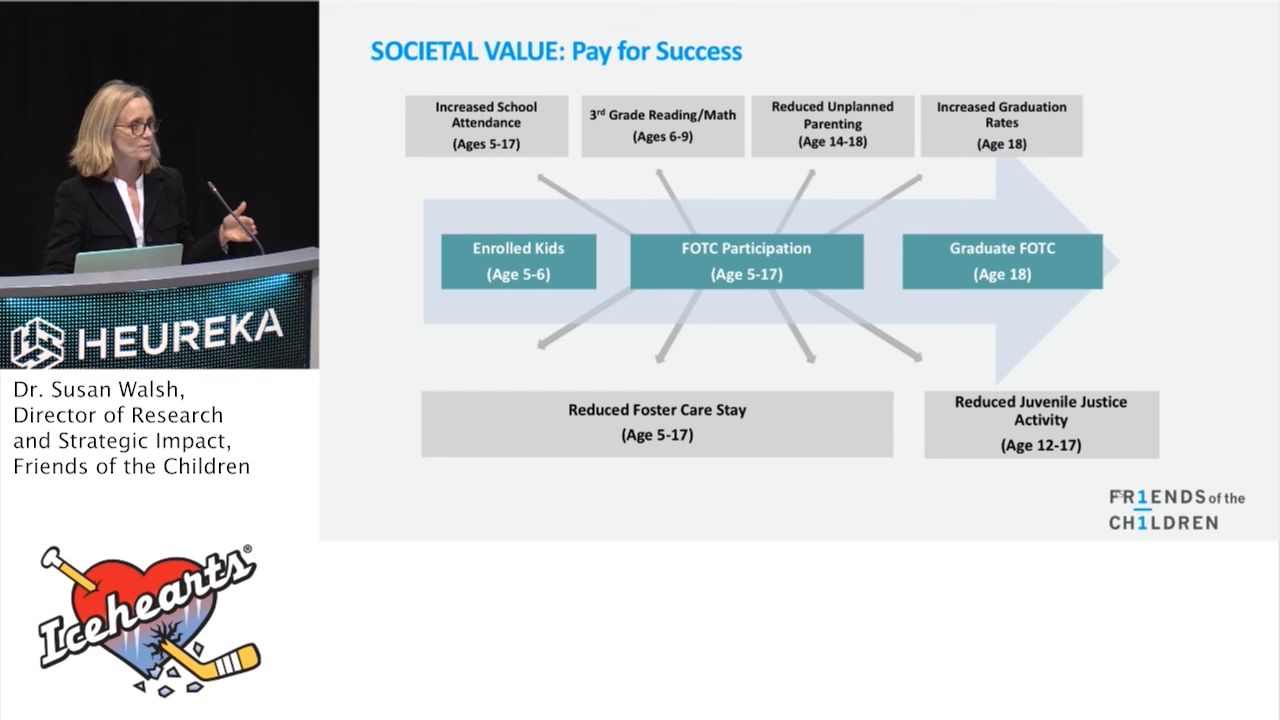 SOCIETAL VALUE: Pay for Success
Increased School
Attendance
(Ages 5-17)
3rd Grade Reading/Math
(Ages 6-9)
Reduced Unplanned
Parenting
(Age 14-18)
Increased Graduation
Rates
(Age 18)
Enrolled Kids
(Age 5-6)
FOTC Participation
(Age 5-17)
Graduate FOTC
(Age 18)
Reduced Foster Care Stay
(Age 5-17)
Reduced Juvenile Justice
Activity
(Age 12-17)
FR1ENDS of the
CH1LDREN
HEUREKA
Dr. Susan Walsh,
Director of Research
and Strategic Impact,
Friends of the Children
Icehearts®